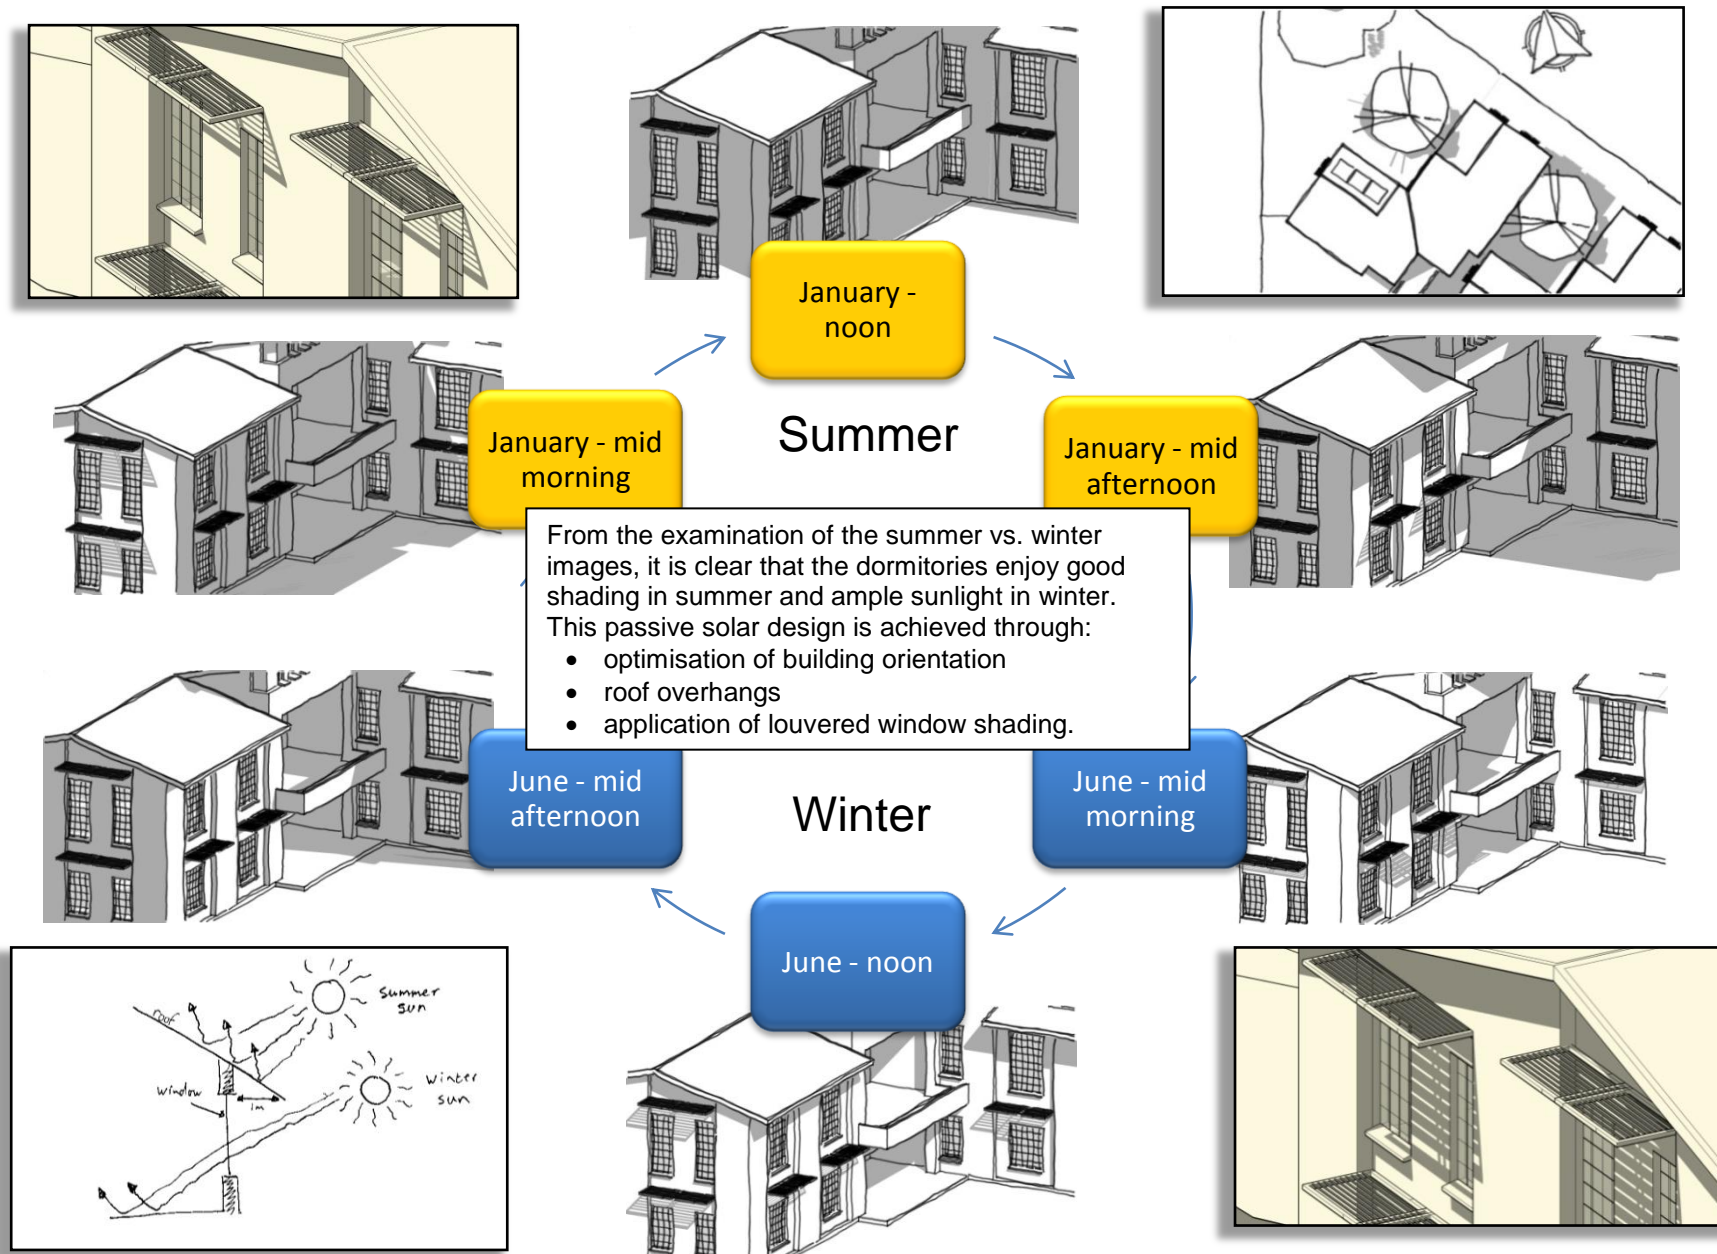 January -
noon
January - mid
morning
Summer
January - mid
afternoon
From the examination of the summer vs. winter
images, it is clear that the dormitories enjoy good
shading in summer and ample sunlight in winter.
This passive solar design is achieved through:
• optimisation of building orientation
• roof overhangs
• application of louvered window shading.
June - mid
afternoon
Winter
June - mid
morning
June - noon
summer
sun
roof
window
1m
winter
sun